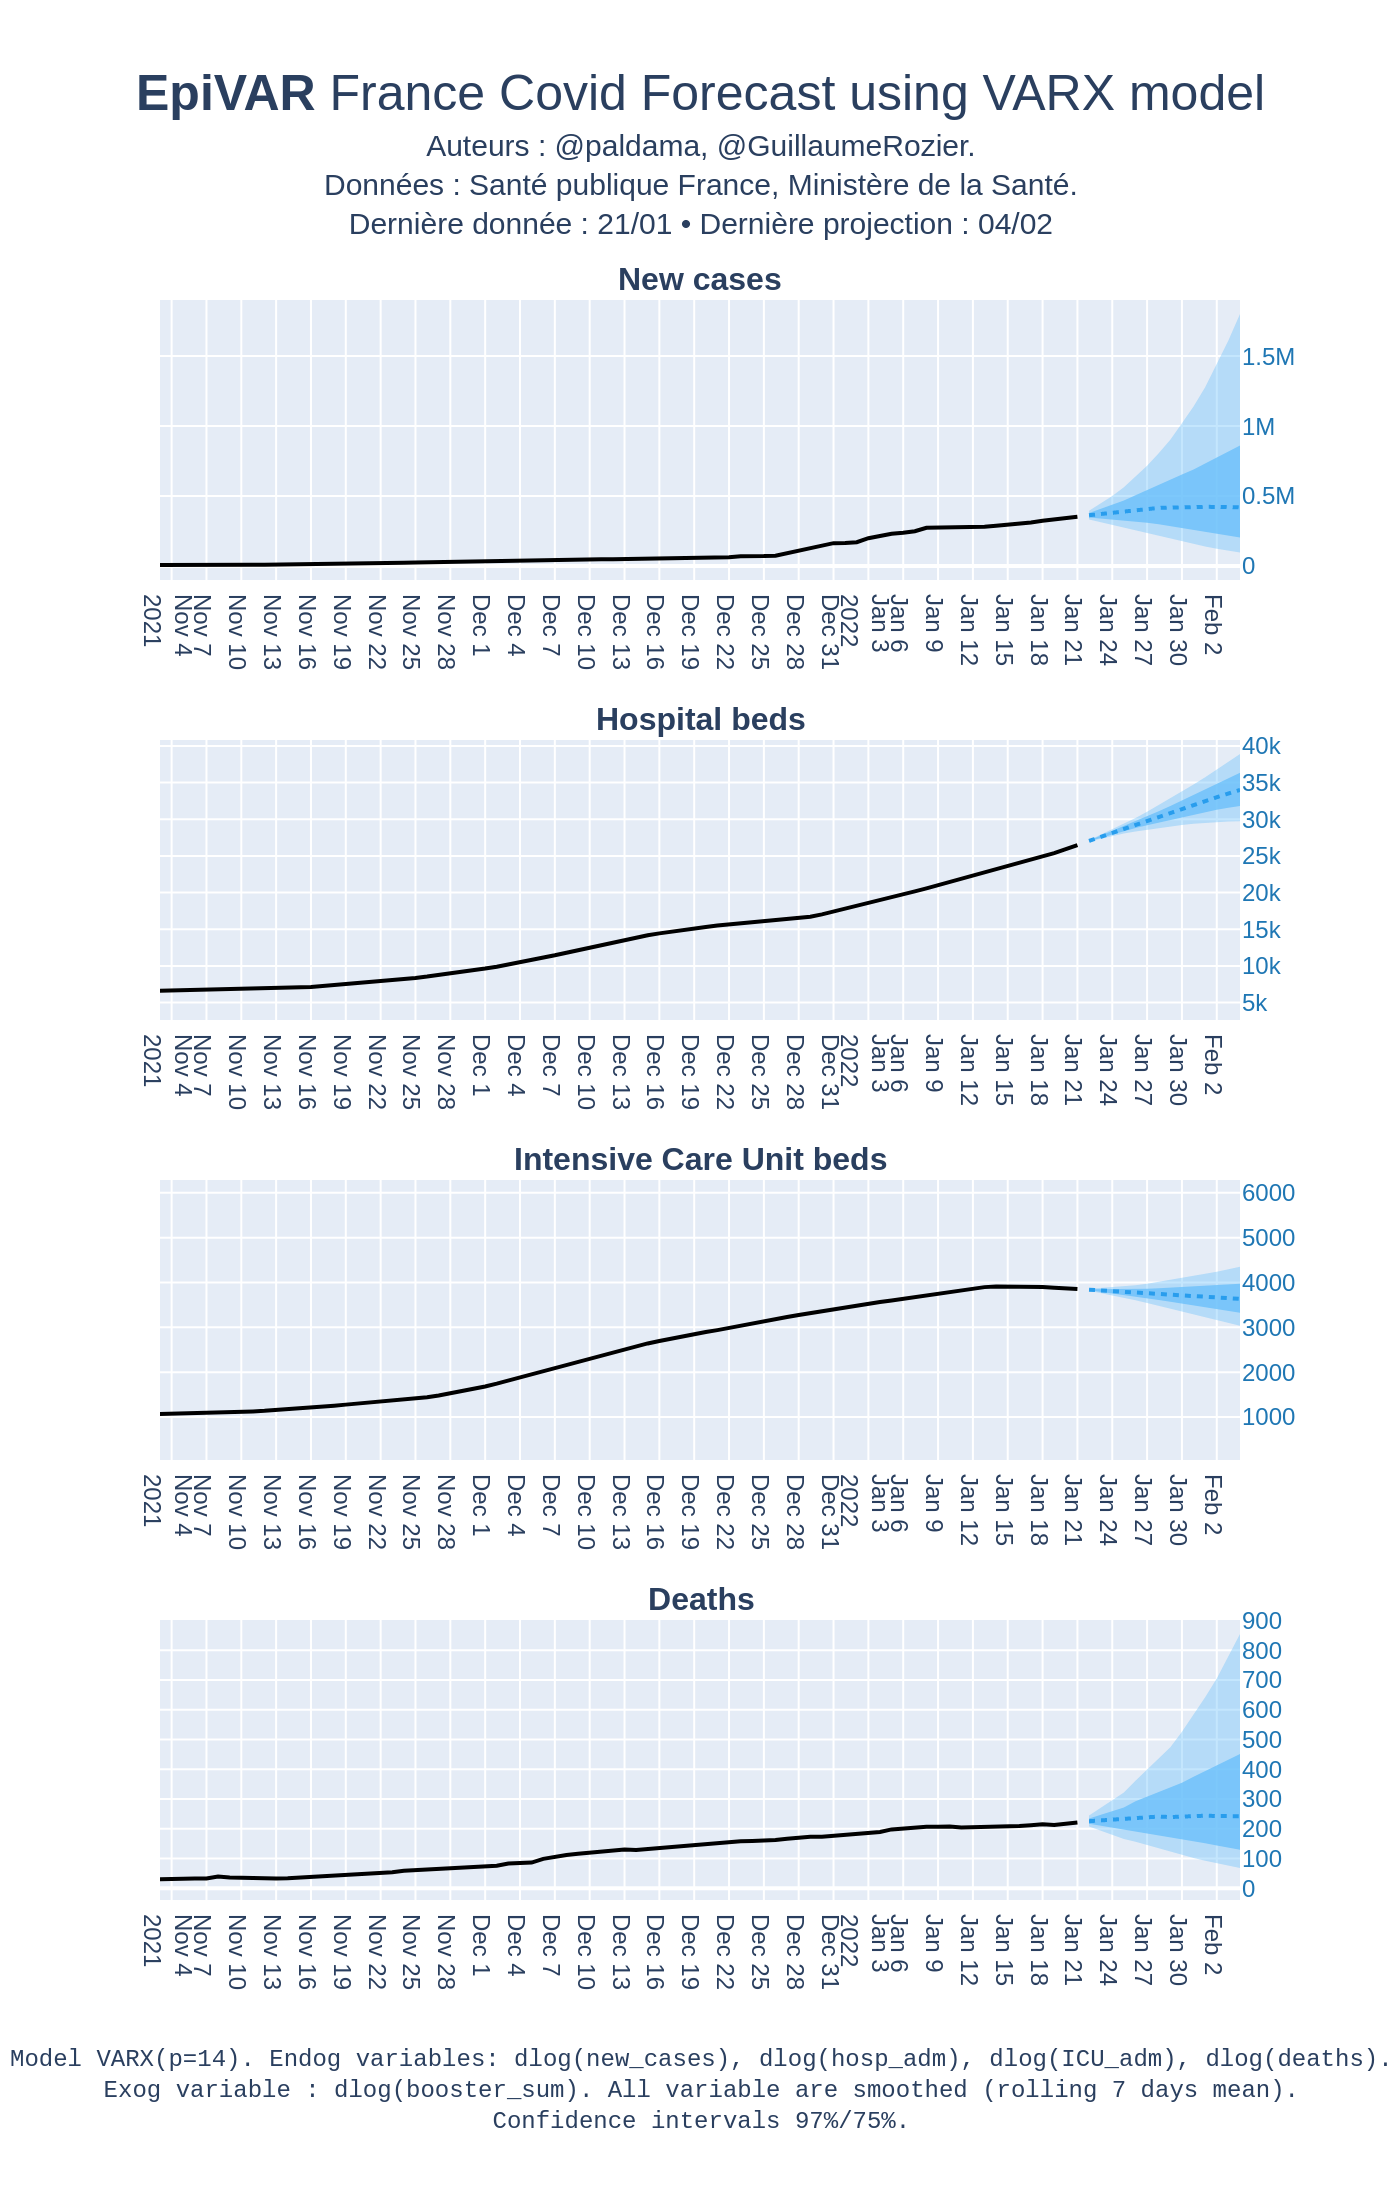 EpiVAR France Covid Forecast using VARX model
Auteurs : @paldama, @GuillaumeRozier.
Données : Santé publique France, Ministère de la Santé.
Dernière donnée : 21/01 • Dernière projection : 04/02
New cases
1.5M
1M
0.5M
0
2021 Nov 4 Nov 7 Nov 10 Nov 13 Nov 16 Nov 19 Nov 22 Nov 25 Nov 28 Dec 1 Dec 4 Dec 7 Dec 10 Dec 13 Dec 16 Dec 19 Dec 22 Dec 25 Dec 28 Dec 31 2022 Jan 3 Jan 6 Jan 9 Jan 12 Jan 15 Jan 18 Jan 21 Jan 24 Jan 27 Jan 30 Feb 2
Hospital beds
40k
35k
30k
25k
20k
15k
10k
5k
2021 Nov 4 Nov 7 Nov 10 Nov 13 Nov 16 Nov 19 Nov 22 Nov 25 Nov 28 Dec 1 Dec 4 Dec 7 Dec 10 Dec 13 Dec 16 Dec 19 Dec 22 Dec 25 Dec 28 Dec 31 2022 Jan 3 Jan 6 Jan 9 Jan 12 Jan 15 Jan 18 Jan 21 Jan 24 Jan 27 Jan 30 Feb 2
Intensive Care Unit beds
6000
5000
4000
3000
2000
1000
2021 Nov 4 Nov 7 Nov 10 Nov 13 Nov 16 Nov 19 Nov 22 Nov 25 Nov 28 Dec 1 Dec 4 Dec 7 Dec 10 Dec 13 Dec 16 Dec 19 Dec 22 Dec 25 Dec 28 Dec 31 2022 Jan 3 Jan 6 Jan 9 Jan 12 Jan 15 Jan 18 Jan 21 Jan 24 Jan 27 Jan 30 Feb 2
Deaths
900
800
700
600
500
400
300
200
100
0
2021 Nov 4 Nov 7 Nov 10 Nov 13 Nov 16 Nov 19 Nov 22 Nov 25 Nov 28 Dec 1 Dec 4 Dec 7 Dec 10 Dec 13 Dec 16 Dec 19 Dec 22 Dec 25 Dec 28 Dec 31 2022 Jan 3 Jan 6 Jan 9 Jan 12 Jan 15 Jan 18 Jan 21 Jan 24 Jan 27 Jan 30 Feb 2
Model VARX(p=14). Endog variables: dlog(new_cases), dlog(hosp_adm), dlog(ICU_adm), dlog(deaths).
Exog variable : dlog(booster_sum). All variable are smoothed (rolling 7 days mean).
Confidence intervals 97%/75%.